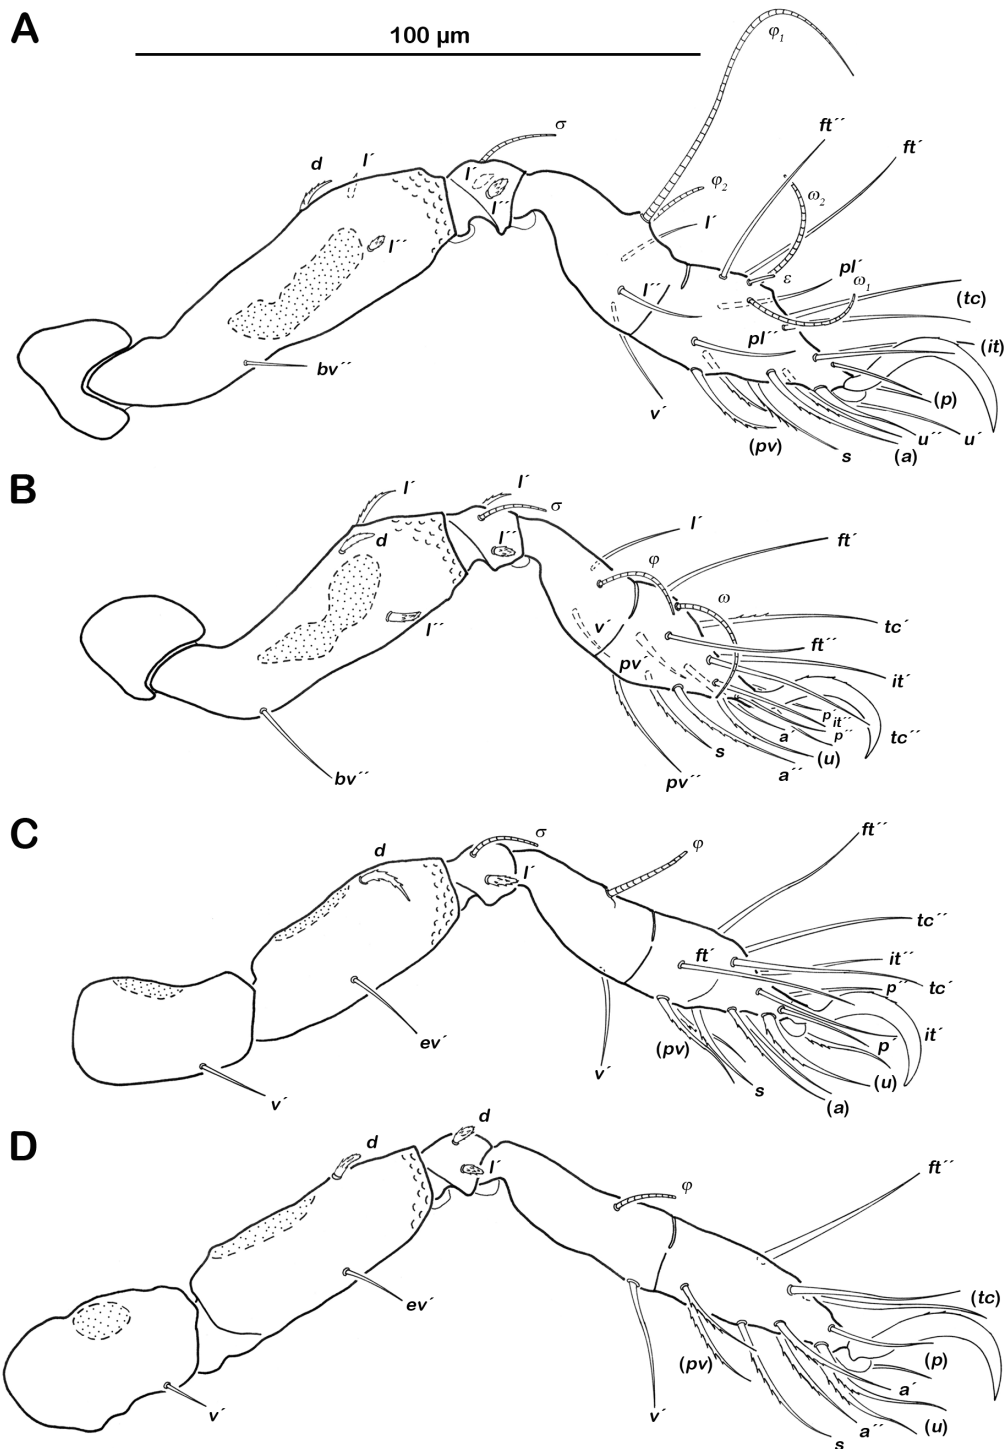 A
100 µm
φ1
ft´´
ft´
σ
d
l´
l´
l´´
φ2
ω2
l´
l´´
ε
pl´
ω1
(tc)
l´´
pl´´
(it)
bv´´
v´
(p)
(pv)
s
(a)
u´´
u´
B
l´
l´
σ
d
l´´
l´
ft´
φ
ω
l´´
v´
tc´
ft´´
pv´
it´
p´
it´´
p´´
tc´´
a´
s
(u)
a´´
bv´´
pv´´
C
d
σ
l´
φ
ft´´
tc´´
ft´
it´´
p´´
tc´
ev´
(pv)
p´
it´
v´
v´
s
(u)
(a)
D
d
d
l´
φ
ft´´
ev´
(tc)
(pv)
(p)
v´
v´
a´
(u)
a´´
s